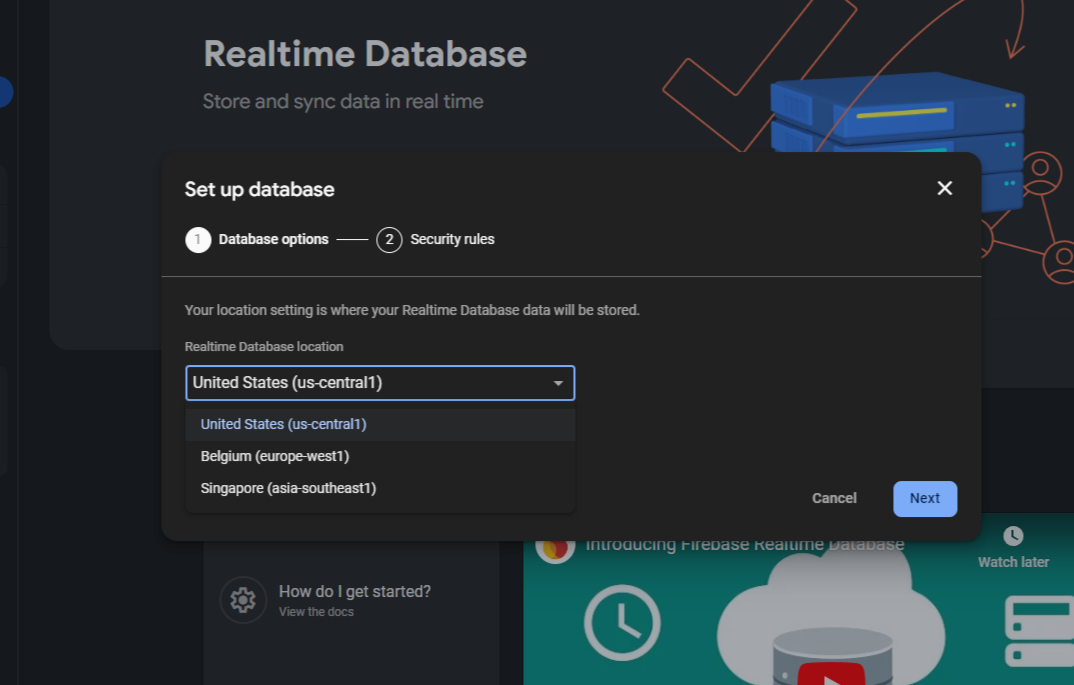 Realtime Database
Store and sync data in real time
Set up database
1 Database options 2 Security rules
Your location setting is where your Realtime Database data will be stored.
Realtime Database location
United States (us-central1)
United States (us-central1)
Belgium (europe-west1)
Singapore (asia-southeast1)
Cancel Next
Introducing Firebase Realtime Database
Watch later
How do I get started?
View the docs